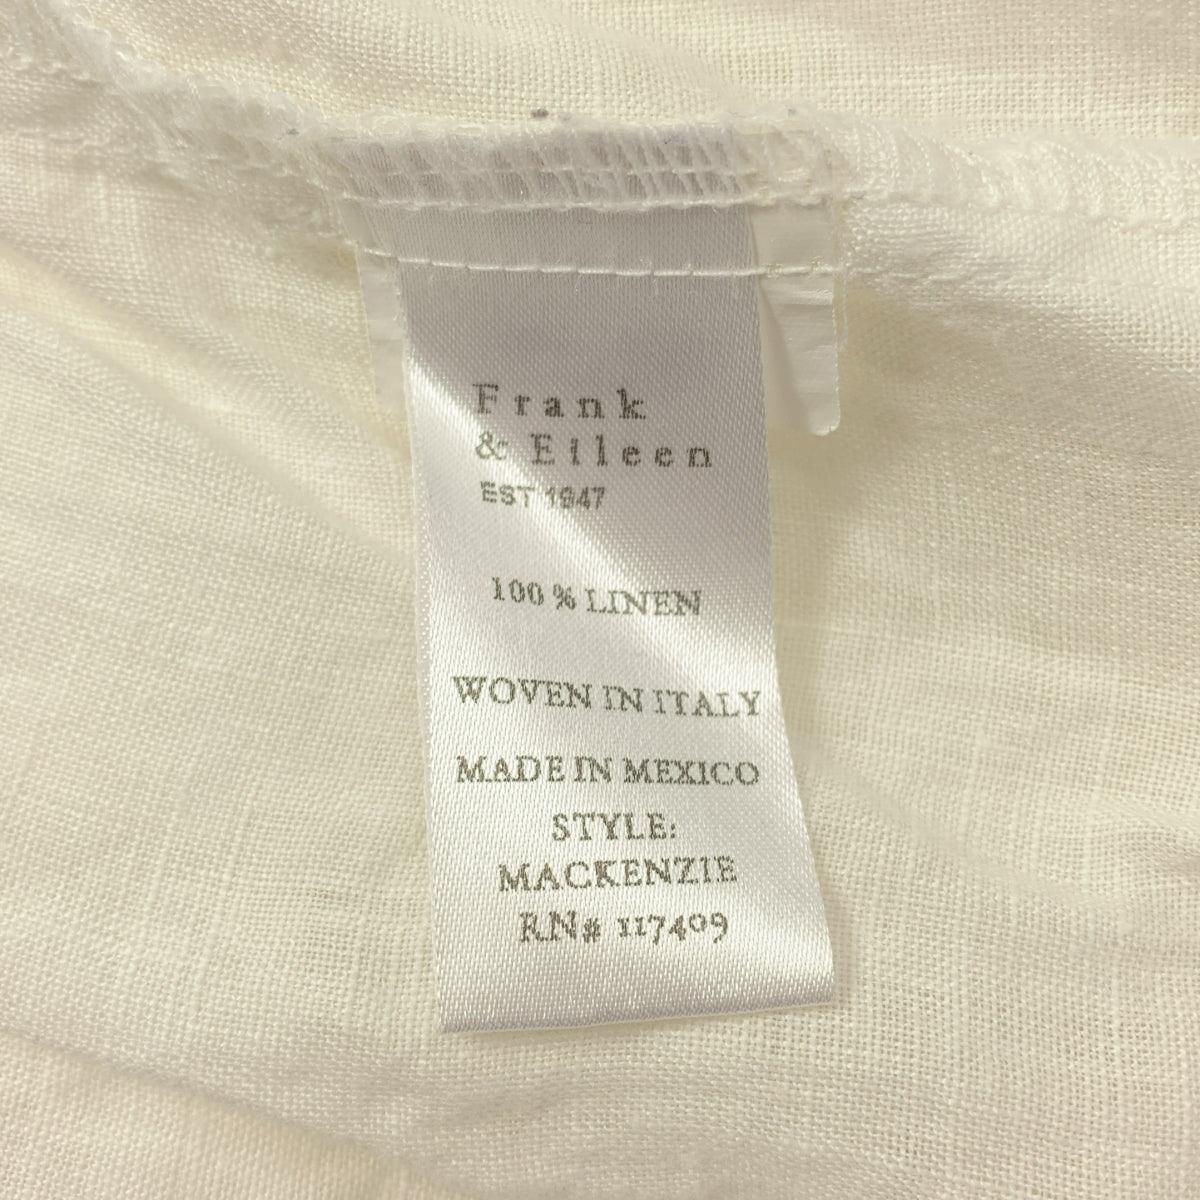 Frank
& Eileen
EST 1947
100% LINEN
WOVEN IN ITALY
MADE IN MEXICO
STYLE:
MACKENZIE
RN# 117409